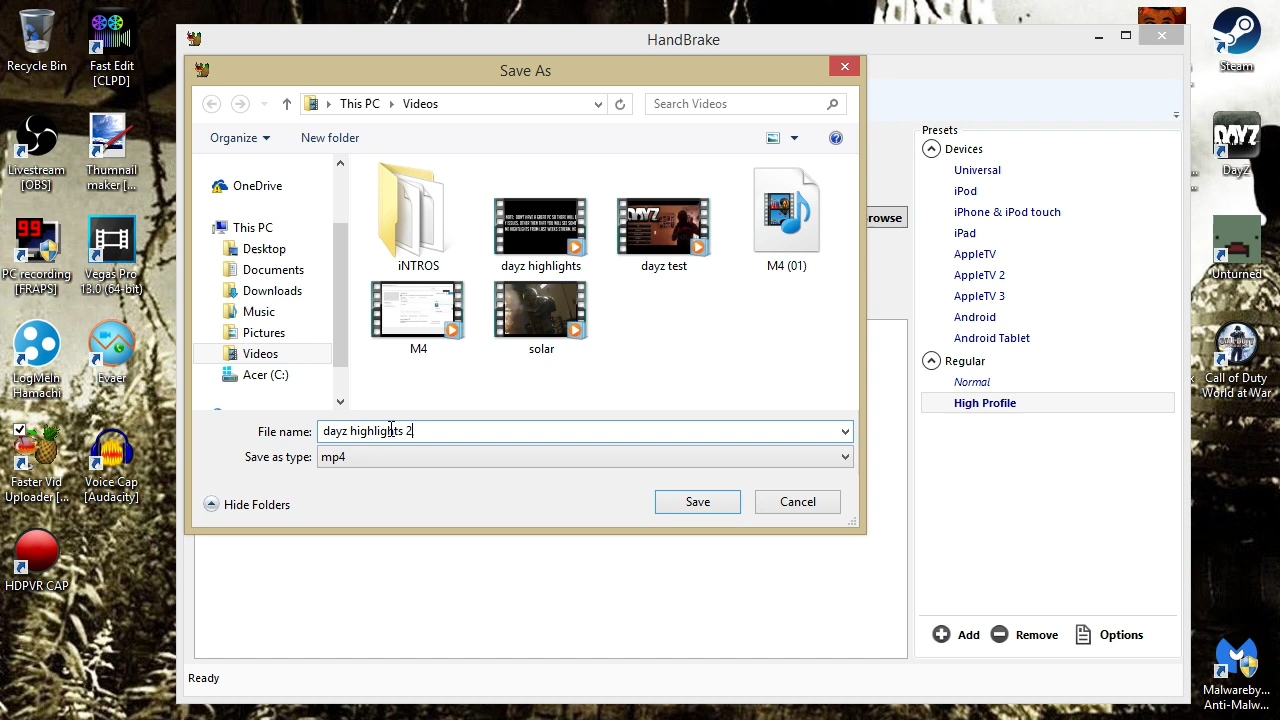 Recycle Bin
Fast Edit
[CLPD]
Livestream
[OBS]
Thumnail
maker [...
PC recording
[FRAPS]
Vegas Pro
13.0 (64-bit)
LogMeIn
Hamachi
Evaer
Faster Vid
Uploader [...
Voice Cap
[Audacity]
HDPVR CAP
HandBrake
Save As
This PC
Videos
Search Videos
Organize
New folder
OneDrive
This PC
Desktop
Documents
Downloads
Music
Pictures
Videos
Acer (C:)
iNTROS
dayz highlights
DAYZ
dayz test
M4 (01)
M4
solar
File name:
dayz highlights 2
Save as type:
mp4
Hide Folders
Save
Cancel
rowse
Presets
Devices
Universal
iPod
iPhone & iPod touch
iPad
AppleTV
AppleTV 2
AppleTV 3
Android
Android Tablet
Regular
Normal
High Profile
Add
Remove
Options
Ready
Steam
DAYZ
DayZ
Unturned
Call of Duty
World at War
Malwareby...
Anti-Malw...